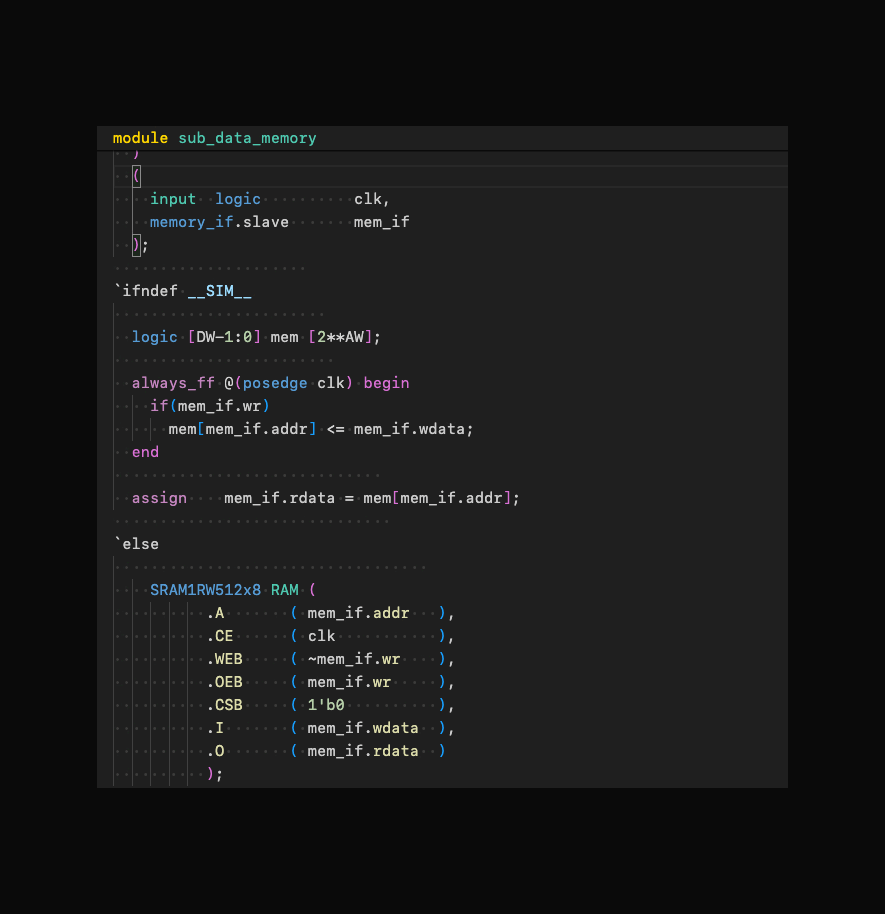 module sub_data_memory
)
(
input logic clk,
memory_if.slave mem_if
);
`ifndef __SIM__
logic [DW-1:0] mem [2**AW];
always_ff @(posedge clk) begin
if(mem_if.wr)
mem[mem_if.addr] <= mem_if.wdata;
end
assign mem_if.rdata = mem[mem_if.addr];
`else
SRAM1RW512x8 RAM (
.A ( mem_if.addr ),
.CE ( clk ),
.WEB ( ~mem_if.wr ),
.OEB ( mem_if.wr ),
.CSB ( 1'b0 ),
.I ( mem_if.wdata ),
.O ( mem_if.rdata )
);